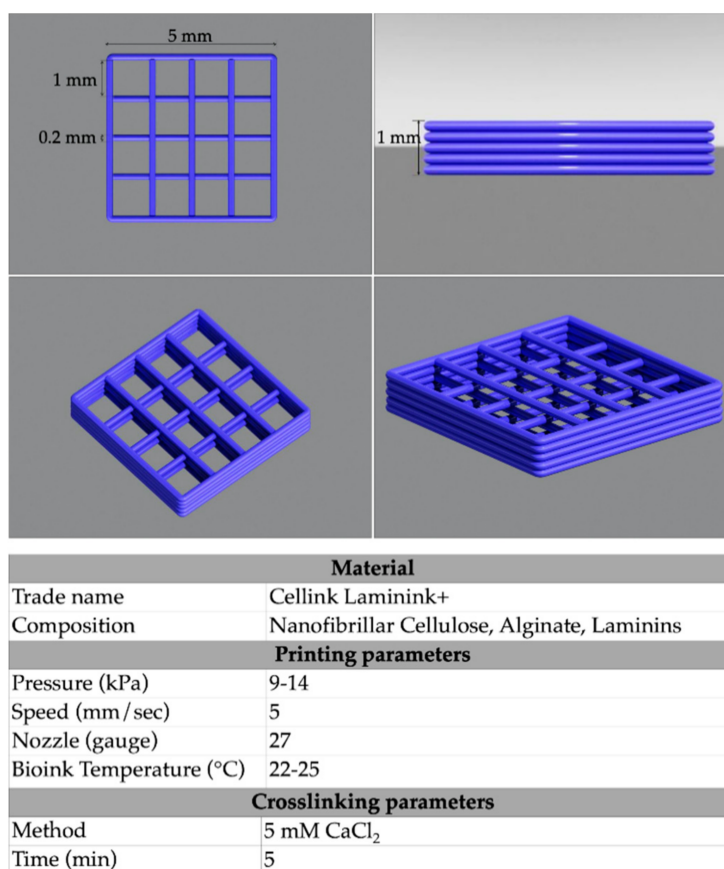 5 mm
1 mm
0.2 mm
1 mm
Material
Trade name Cellink Laminink+
Composition Nanofibrillar Cellulose, Alginate, Laminins
Printing parameters
Pressure (kPa) 9-14
Speed (mm/sec) 5
Nozzle (gauge) 27
Bioink Temperature (°C) 22-25
Crosslinking parameters
Method 5 mM CaCl₂
Time (min) 5